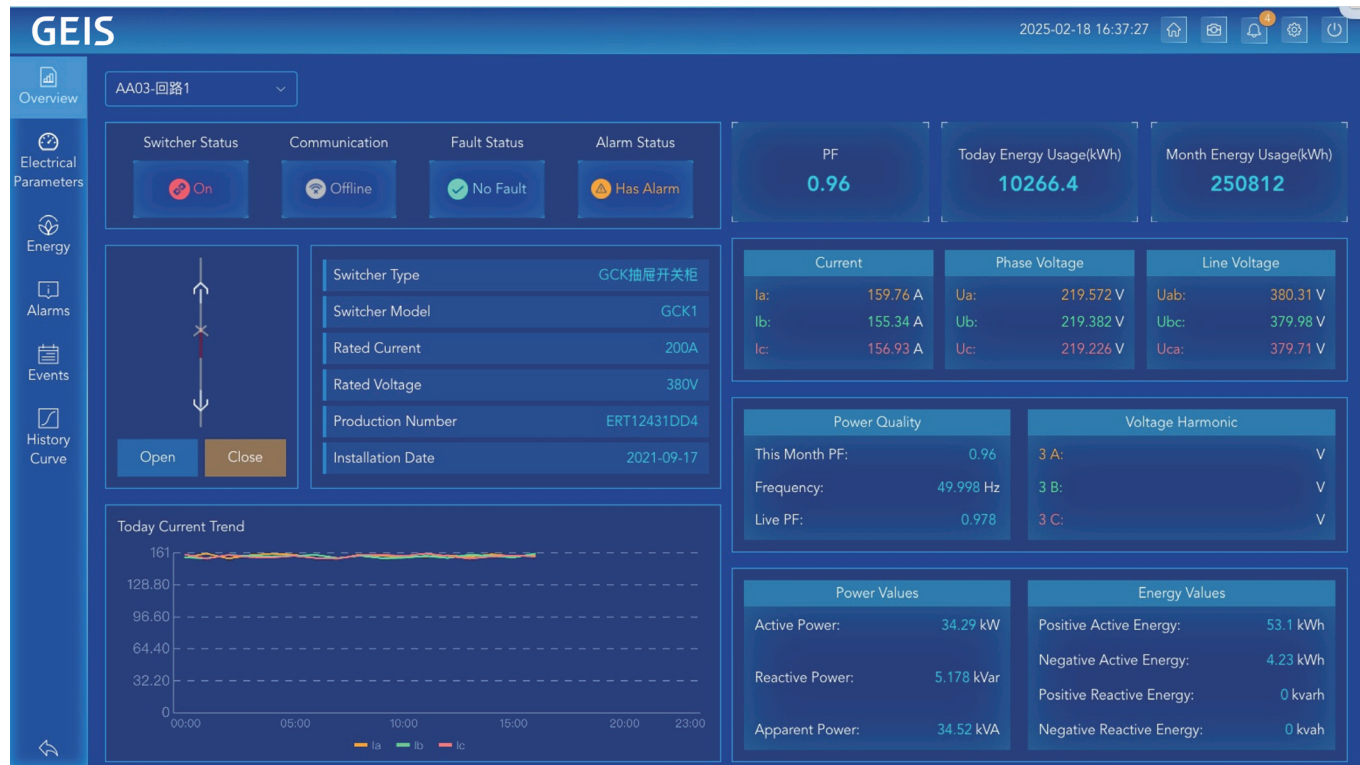 GEIS
2025-02-18 16:37:27
4
Overview
Electrical
Parameters
Energy
Alarms
Events
History
Curve
AA03-回路1
Switcher Status
Communication
Fault Status
Alarm Status
On
Offline
No Fault
Has Alarm
PF
0.96
Today Energy Usage(kWh)
10266.4
Month Energy Usage(kWh)
250812
Open
Close
Switcher Type GCK抽屉开关柜
Switcher Model GCK1
Rated Current 200A
Rated Voltage 380V
Production Number ERT12431DD4
Installation Date 2021-09-17
Current
Ia: 159.76 A
Ib: 155.34 A
Ic: 156.93 A
Phase Voltage
Ua: 219.572 V
Ub: 219.382 V
Uc: 219.226 V
Line Voltage
Uab: 380.31 V
Ubc: 379.98 V
Uca: 379.71 V
Power Quality
This Month PF: 0.96
Frequency: 49.998 Hz
Live PF: 0.978
Voltage Harmonic
3 A: V
3 B: V
3 C: V
Today Current Trend
161
128.80
96.60
64.40
32.20
0
00:00 05:00 10:00 15:00 20:00 23:00
Ia Ib Ic
Power Values
Active Power: 34.29 kW
Reactive Power: 5.178 kVar
Apparent Power: 34.52 kVA
Energy Values
Positive Active Energy: 53.1 kWh
Negative Active Energy: 4.23 kWh
Positive Reactive Energy: 0 kvarh
Negative Reactive Energy: 0 kvah